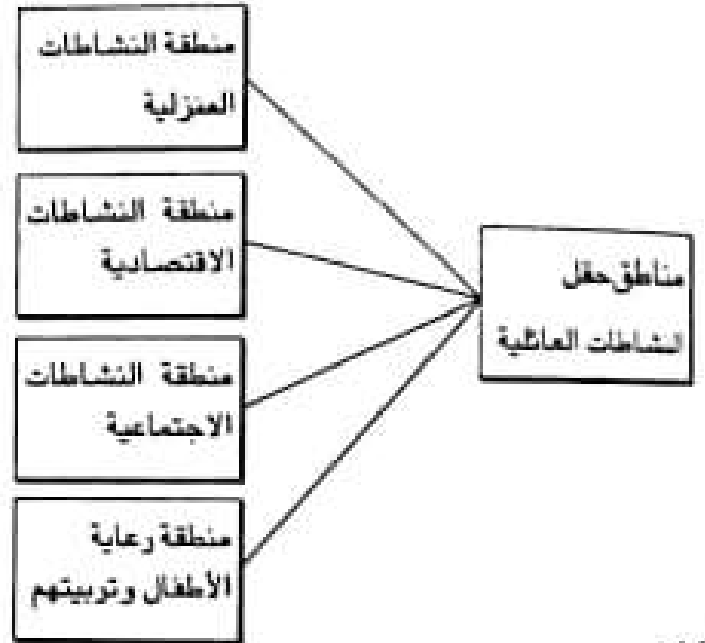 مناطق حقل
النشاطات العائلية
منطقة النشاطات
المنزلية
منطقة النشاطات
الاقتصادية
منطقة النشاطات
الاجتماعية
منطقة رعاية
الأطفال وتربيتهم